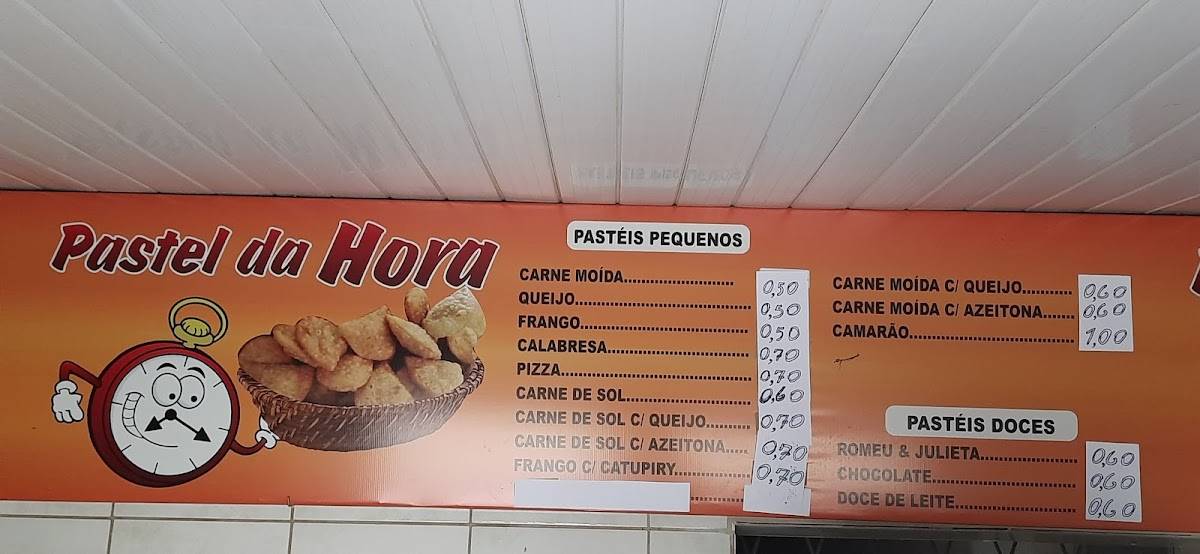 Pastel da Hora
PASTÉIS PEQUENOS
CARNE MOÍDA.......................... 0,50
QUEIJO....................................... 0,50
FRANGO...................................... 0,50
CALABRESA................................ 0,70
PIZZA.......................................... 0,70
CARNE DE SOL............................ 0,60
CARNE DE SOL C/ QUEIJO.......... 0,70
CARNE DE SOL C/ AZEITONA..... 0,70
FRANGO C/ CATUPIRY................ 0,70
CARNE MOÍDA C/ QUEIJO........... 0,60
CARNE MOÍDA C/ AZEITONA....... 0,60
CAMARÃO.................................... 1,00
PASTÉIS DOCES
ROMEU & JULIETA..................... 0,60
CHOCOLATE............................... 0,60
DOCE DE LEITE.......................... 0,60